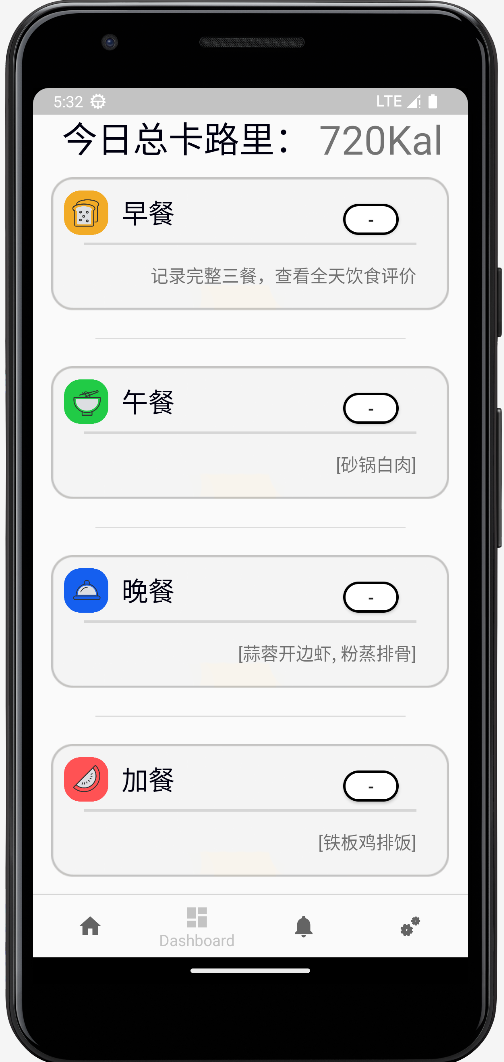 5:32 LTE
今日总卡路里： 720Kal
早餐 -
记录完整三餐，查看全天饮食评价
午餐 -
[砂锅白肉]
晚餐 -
[蒜蓉开边虾, 粉蒸排骨]
加餐 -
[铁板鸡排饭]
Dashboard